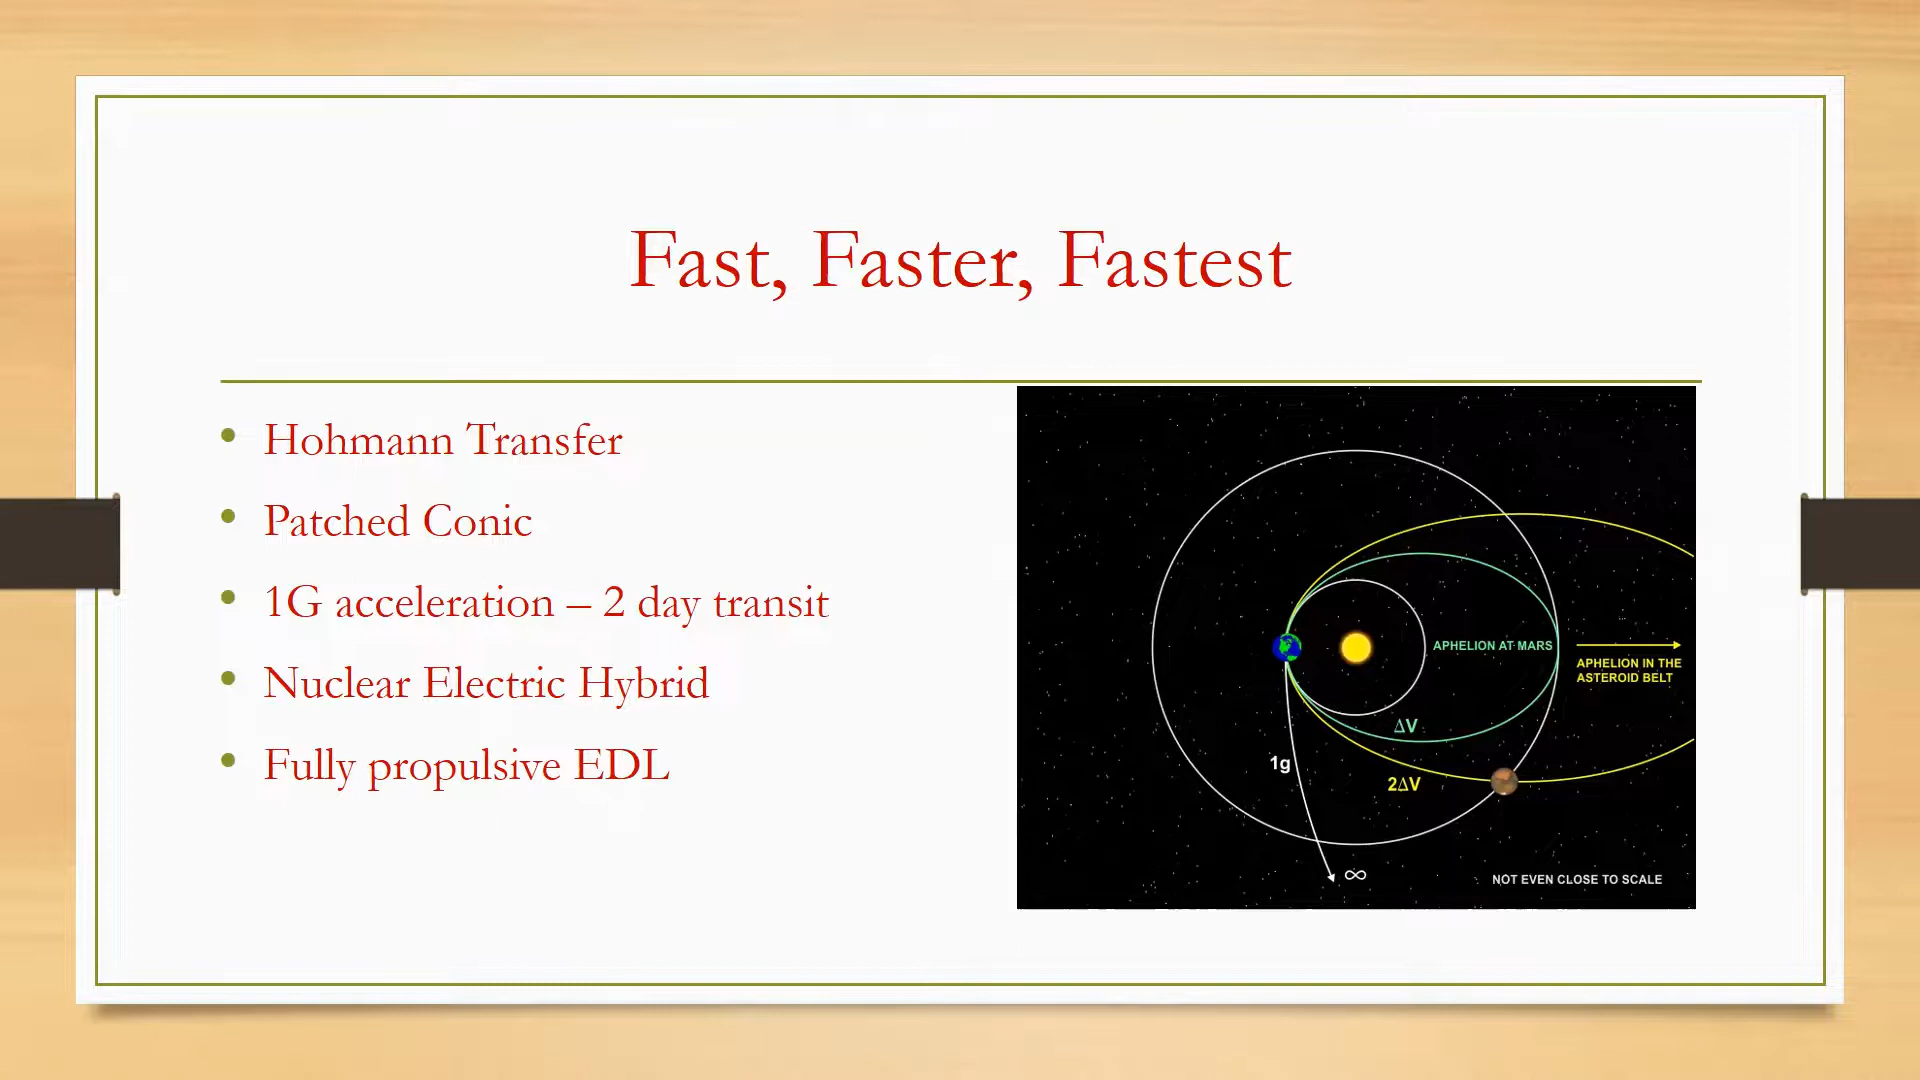 Fast, Faster, Fastest
• Hohmann Transfer
• Patched Conic
• 1G acceleration – 2 day transit
• Nuclear Electric Hybrid
• Fully propulsive EDL
APHELION AT MARS
APHELION IN THE
ASTEROID BELT
ΔV
1g
2ΔV
∞
NOT EVEN CLOSE TO SCALE